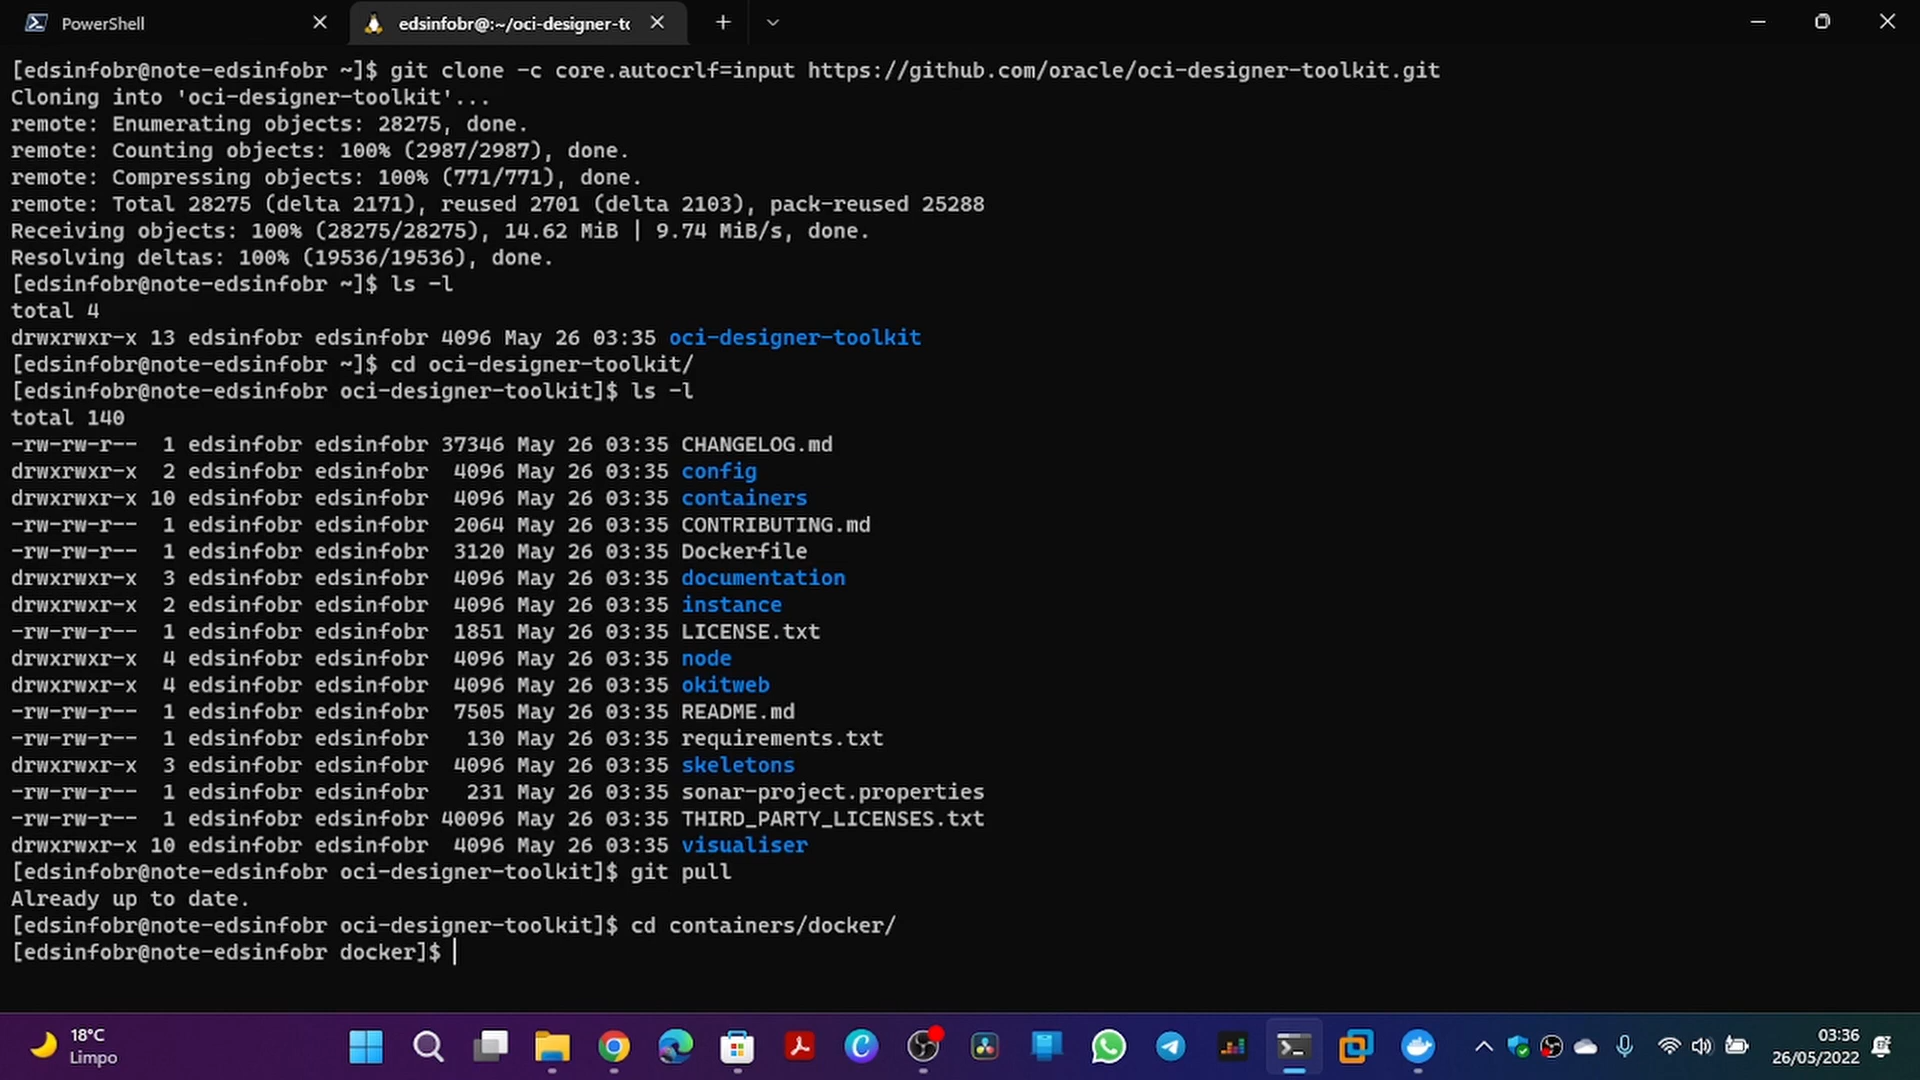 PowerShell
edsinfobr@:~/oci-designer-to
[edsinfobr@note-edsinfobr ~]$ git clone -c core.autocrlf=input https://github.com/oracle/oci-designer-toolkit.git
Cloning into 'oci-designer-toolkit'...
remote: Enumerating objects: 28275, done.
remote: Counting objects: 100% (2987/2987), done.
remote: Compressing objects: 100% (771/771), done.
remote: Total 28275 (delta 2171), reused 2701 (delta 2103), pack-reused 25288
Receiving objects: 100% (28275/28275), 14.62 MiB | 9.74 MiB/s, done.
Resolving deltas: 100% (19536/19536), done.
[edsinfobr@note-edsinfobr ~]$ ls -l
total 4
drwxrwxr-x 13 edsinfobr edsinfobr 4096 May 26 03:35 oci-designer-toolkit
[edsinfobr@note-edsinfobr ~]$ cd oci-designer-toolkit/
[edsinfobr@note-edsinfobr oci-designer-toolkit]$ ls -l
total 140
-rw-rw-r--  1 edsinfobr edsinfobr 37346 May 26 03:35 CHANGELOG.md
drwxrwxr-x  2 edsinfobr edsinfobr  4096 May 26 03:35 config
drwxrwxr-x 10 edsinfobr edsinfobr  4096 May 26 03:35 containers
-rw-rw-r--  1 edsinfobr edsinfobr  2064 May 26 03:35 CONTRIBUTING.md
-rw-rw-r--  1 edsinfobr edsinfobr  3120 May 26 03:35 Dockerfile
drwxrwxr-x  3 edsinfobr edsinfobr  4096 May 26 03:35 documentation
drwxrwxr-x  2 edsinfobr edsinfobr  4096 May 26 03:35 instance
-rw-rw-r--  1 edsinfobr edsinfobr  1851 May 26 03:35 LICENSE.txt
drwxrwxr-x  4 edsinfobr edsinfobr  4096 May 26 03:35 node
drwxrwxr-x  4 edsinfobr edsinfobr  4096 May 26 03:35 okitweb
-rw-rw-r--  1 edsinfobr edsinfobr  7505 May 26 03:35 README.md
-rw-rw-r--  1 edsinfobr edsinfobr   130 May 26 03:35 requirements.txt
drwxrwxr-x  3 edsinfobr edsinfobr  4096 May 26 03:35 skeletons
-rw-rw-r--  1 edsinfobr edsinfobr   231 May 26 03:35 sonar-project.properties
-rw-rw-r--  1 edsinfobr edsinfobr 40096 May 26 03:35 THIRD_PARTY_LICENSES.txt
drwxrwxr-x 10 edsinfobr edsinfobr  4096 May 26 03:35 visualiser
[edsinfobr@note-edsinfobr oci-designer-toolkit]$ git pull
Already up to date.
[edsinfobr@note-edsinfobr oci-designer-toolkit]$ cd containers/docker/
[edsinfobr@note-edsinfobr docker]$
18°C
Limpo
03:36
26/05/2022